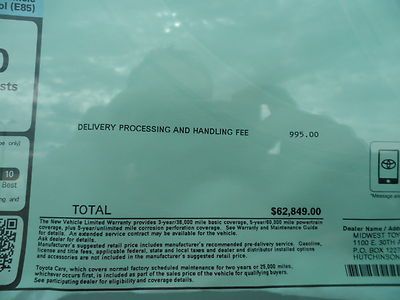 ol (E85)
0
sts
be only)
10
Best
s
DELIVERY PROCESSING AND HANDLING FEE 995.00
TOTAL $62,849.00
The New Vehicle Limited Warranty provides 3-year/36,000 mile basic coverage, 5-year/60,000 mile powertrain
coverage, plus 5-year/unlimited mile corrosion perforation coverage. See Warranty and Maintenance Guide
for details. An extended service contract may be available for the vehicle.
Ask dealer for details.
Manufacturer's suggested retail price includes manufacturer's recommended pre-delivery service. Gasoline,
license and title fees, applicable federal, state and local taxes and dealer and distributor installed options
and accessories are not included in the manufacturer's suggested retail price.
Toyota Care, which covers normal factory scheduled maintenance for two years or 25,000 miles,
whichever occurs first, is included as part of the sale price of the vehicle for qualifying buyers.
See participating dealer for eligibility and coverage details.
Dealer Name / Addr
MIDWEST TOY
1100 E. 30TH A
P.O. BOX 122
HUTCHINSON